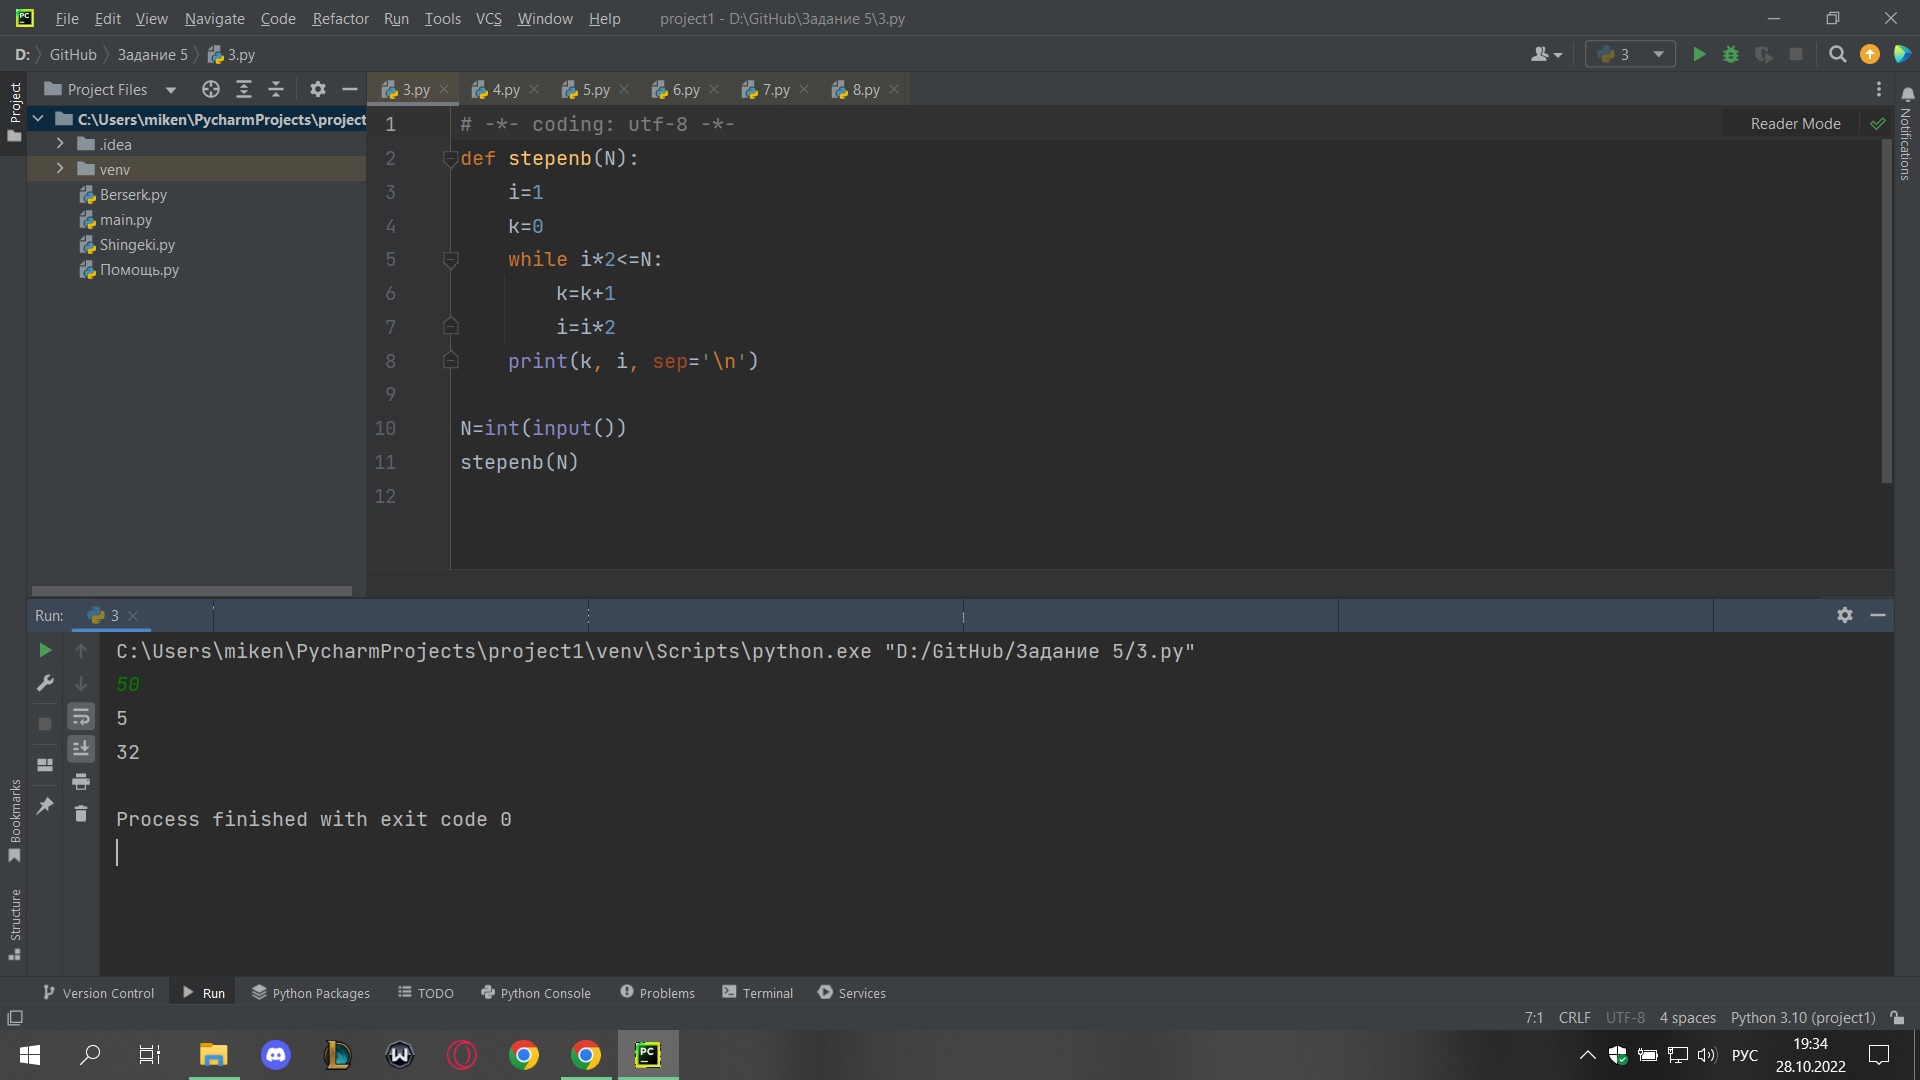 PC File Edit View Navigate Code Refactor Run Tools VCS Window Help project1 - D:\GitHub\Задание 5\3.py
D: GitHub Задание 5 3.py 3
Project
Project Files
C:\Users\miken\PycharmProjects\project
.idea
venv
Berserk.py
main.py
Shingeki.py
Помощь.py
3.py 4.py 5.py 6.py 7.py 8.py
Reader Mode
Notifications
1 # -*- coding: utf-8 -*-
2 def stepenb(N):
3 i=1
4 k=0
5 while i*2<=N:
6 k=k+1
7 i=i*2
8 print(k, i, sep='\n')
9
10 N=int(input())
11 stepenb(N)
12
Run: 3
C:\Users\miken\PycharmProjects\project1\venv\Scripts\python.exe "D:/GitHub/Задание 5/3.py"
50
5
32
Process finished with exit code 0
Bookmarks
Structure
Version Control Run Python Packages TODO Python Console Problems Terminal Services
7:1 CRLF UTF-8 4 spaces Python 3.10 (project1)
PC
РУС
19:34
28.10.2022